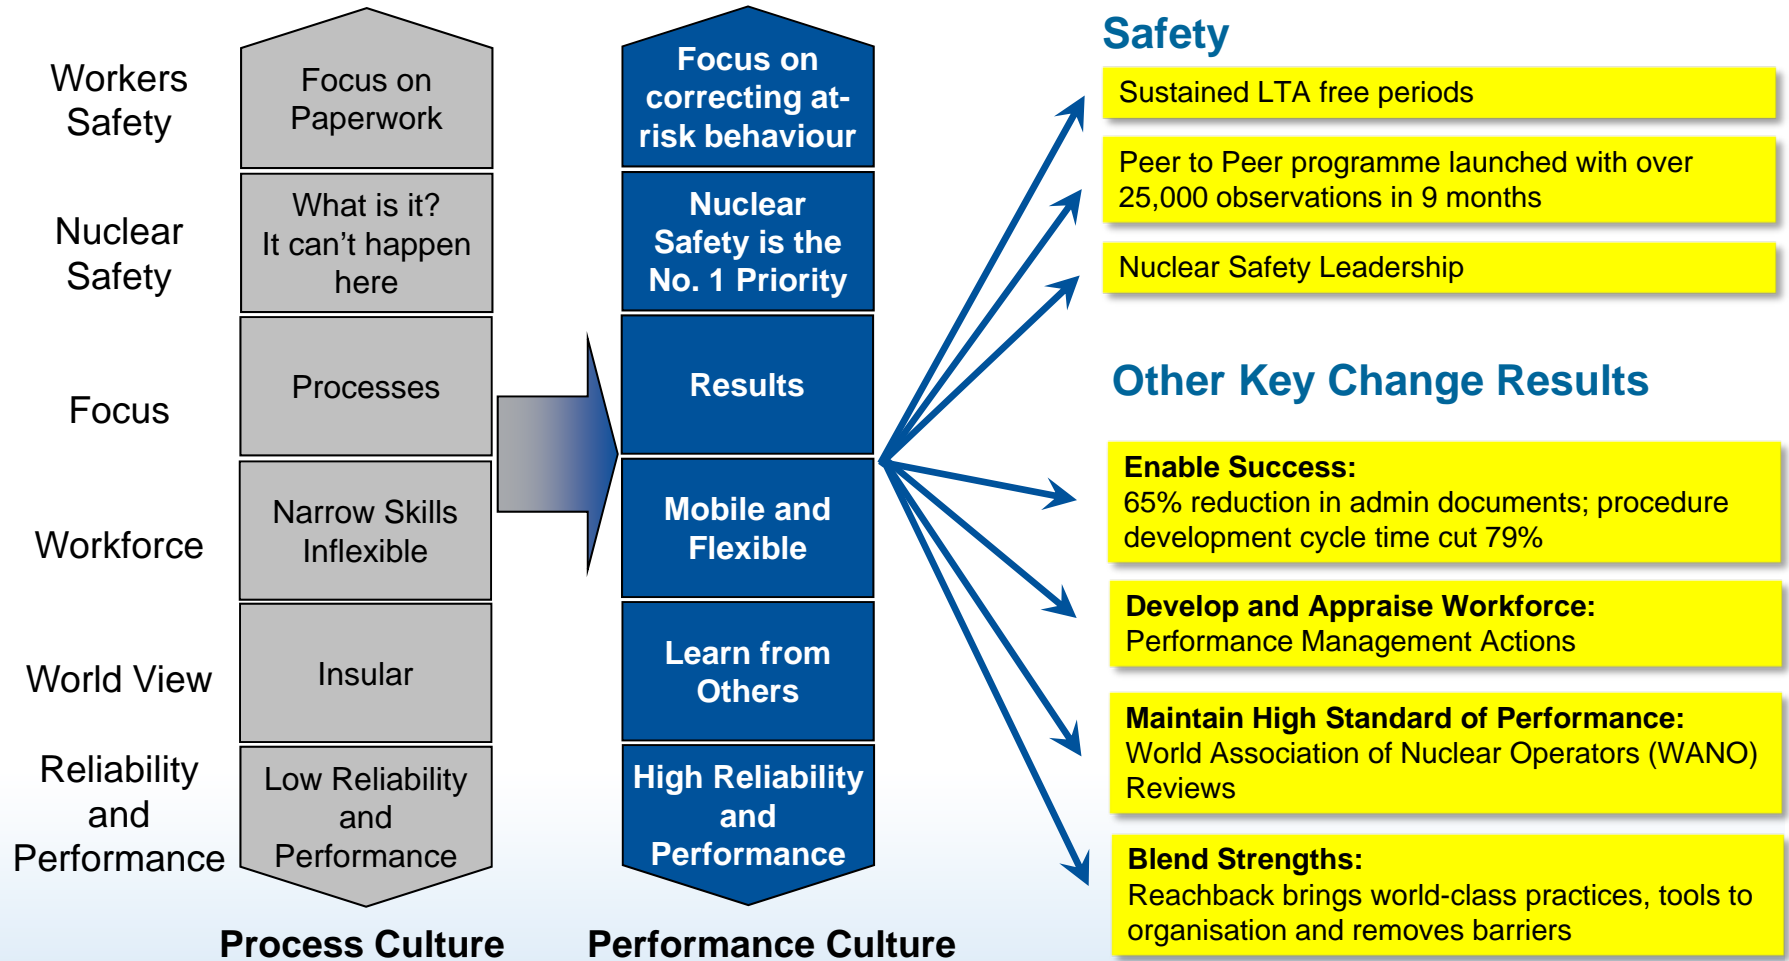 Workers
Safety
Focus on
Paperwork
Focus on
correcting at-
risk behaviour
Nuclear
Safety
What is it?
It can't happen
here
Nuclear
Safety is the
No. 1 Priority
Focus
Processes
Results
Workforce
Narrow Skills
Inflexible
Mobile and
Flexible
World View
Insular
Learn from
Others
Reliability
and
Performance
Low Reliability
and
Performance
High Reliability
and
Performance
Process Culture
Performance Culture
Safety
Sustained LTA free periods
Peer to Peer programme launched with over
25,000 observations in 9 months
Nuclear Safety Leadership
Other Key Change Results
Enable Success:
65% reduction in admin documents; procedure
development cycle time cut 79%
Develop and Appraise Workforce:
Performance Management Actions
Maintain High Standard of Performance:
World Association of Nuclear Operators (WANO)
Reviews
Blend Strengths:
Reachback brings world-class practices, tools to
organisation and removes barriers